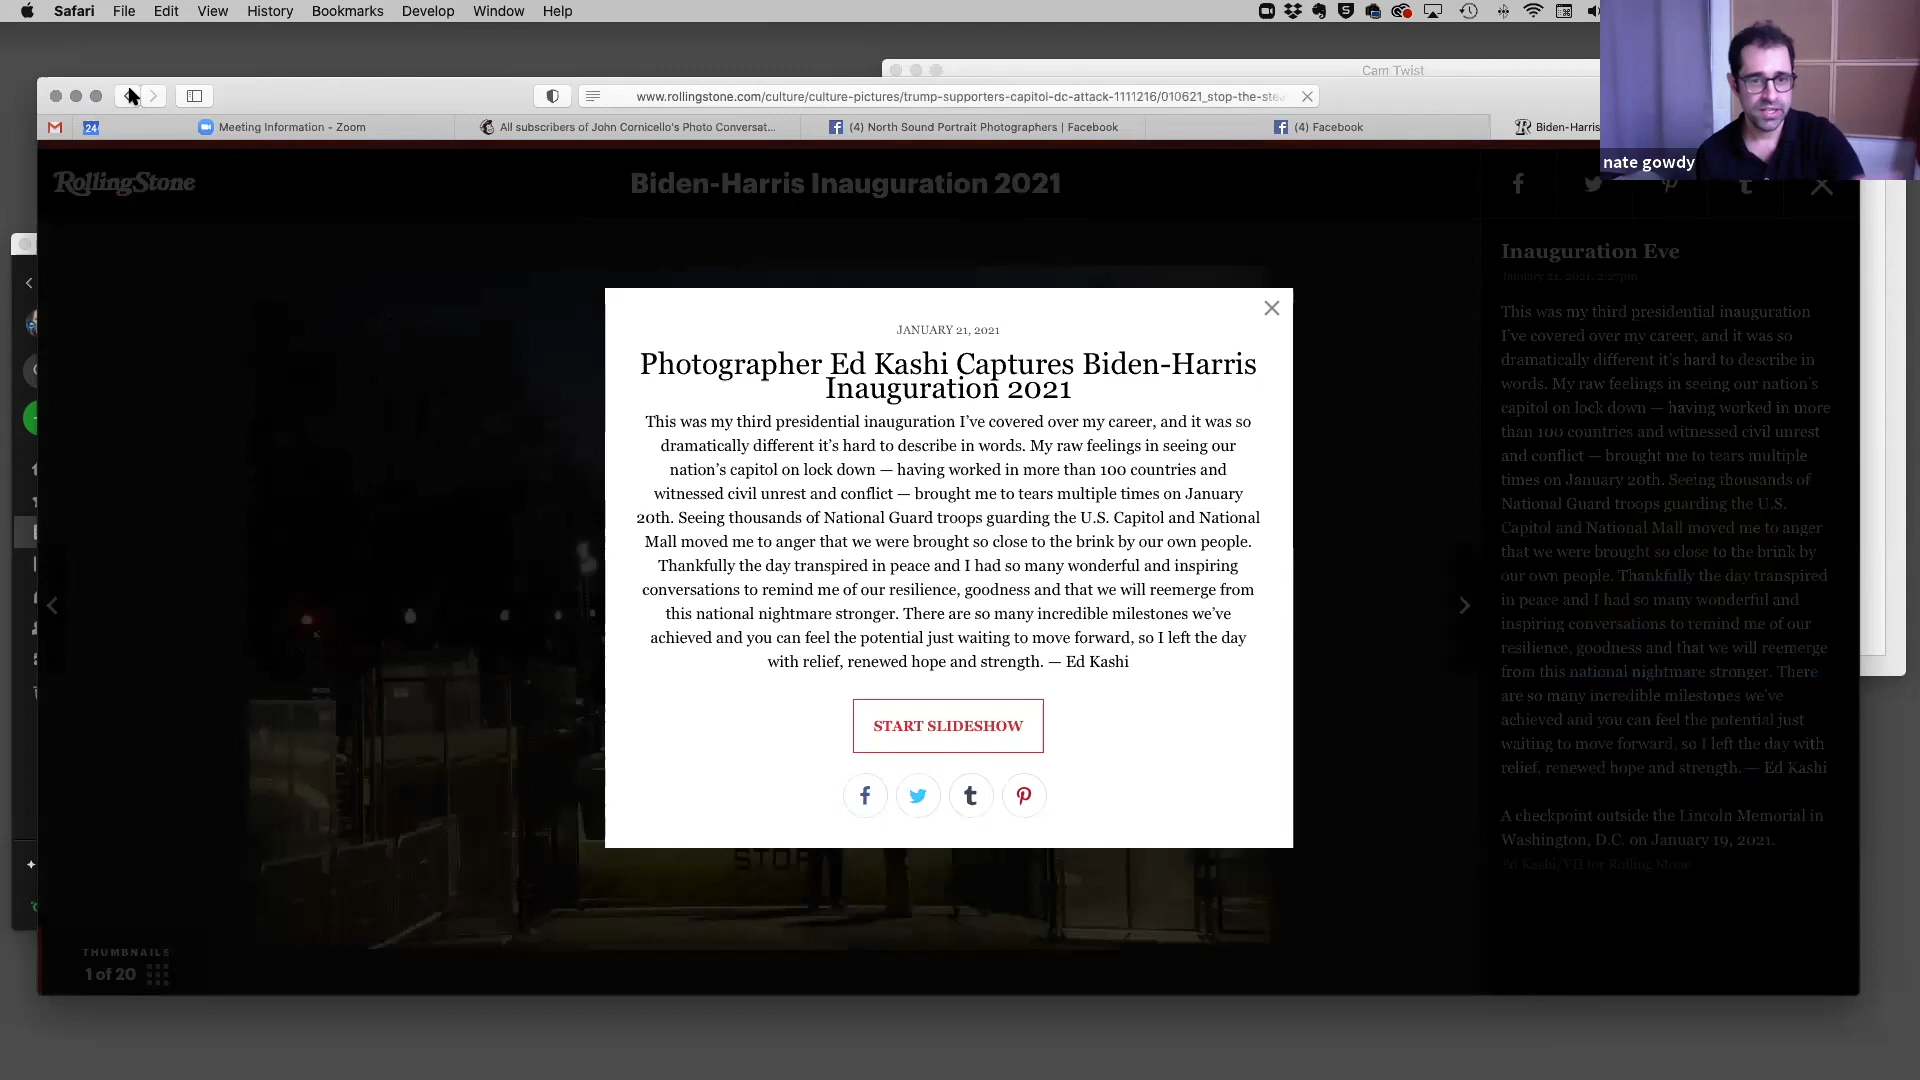 Safari File Edit View History Bookmarks Develop Window Help
Cam Twist
www.rollingstone.com/culture/culture-pictures/trump-supporters-capitol-dc-attack-1111216/010621_stop-the-stea
24 Meeting Information - Zoom All subscribers of John Cornicello's Photo Conversat... (4) North Sound Portrait Photographers | Facebook (4) Facebook Biden-Harris
nate gowdy
RollingStone Biden-Harris Inauguration 2021
JANUARY 21, 2021
Photographer Ed Kashi Captures Biden-Harris
Inauguration 2021
This was my third presidential inauguration I've covered over my career, and it was so
dramatically different it's hard to describe in words. My raw feelings in seeing our
nation's capitol on lock down — having worked in more than 100 countries and
witnessed civil unrest and conflict — brought me to tears multiple times on January
20th. Seeing thousands of National Guard troops guarding the U.S. Capitol and National
Mall moved me to anger that we were brought so close to the brink by our own people.
Thankfully the day transpired in peace and I had so many wonderful and inspiring
conversations to remind me of our resilience, goodness and that we will reemerge from
this national nightmare stronger. There are so many incredible milestones we've
achieved and you can feel the potential just waiting to move forward, so I left the day
with relief, renewed hope and strength. — Ed Kashi
START SLIDESHOW
Inauguration Eve
January 21, 2021, 2:27pm
This was my third presidential inauguration
I've covered over my career, and it was so
dramatically different it's hard to describe in
words. My raw feelings in seeing our nation's
capitol on lock down — having worked in more
than 100 countries and witnessed civil unrest
and conflict — brought me to tears multiple
times on January 20th. Seeing thousands of
National Guard troops guarding the U.S.
Capitol and National Mall moved me to anger
that we were brought so close to the brink by
our own people. Thankfully the day transpired
in peace and I had so many wonderful and
inspiring conversations to remind me of our
resilience, goodness and that we will reemerge
from this national nightmare stronger. There
are so many incredible milestones we've
achieved and you can feel the potential just
waiting to move forward, so I left the day with
relief, renewed hope and strength. — Ed Kashi
A checkpoint outside the Lincoln Memorial in
Washington, D.C. on January 19, 2021.
Ed Kashi/VII for Rolling Stone
STOP
THUMBNAILS
1 of 20